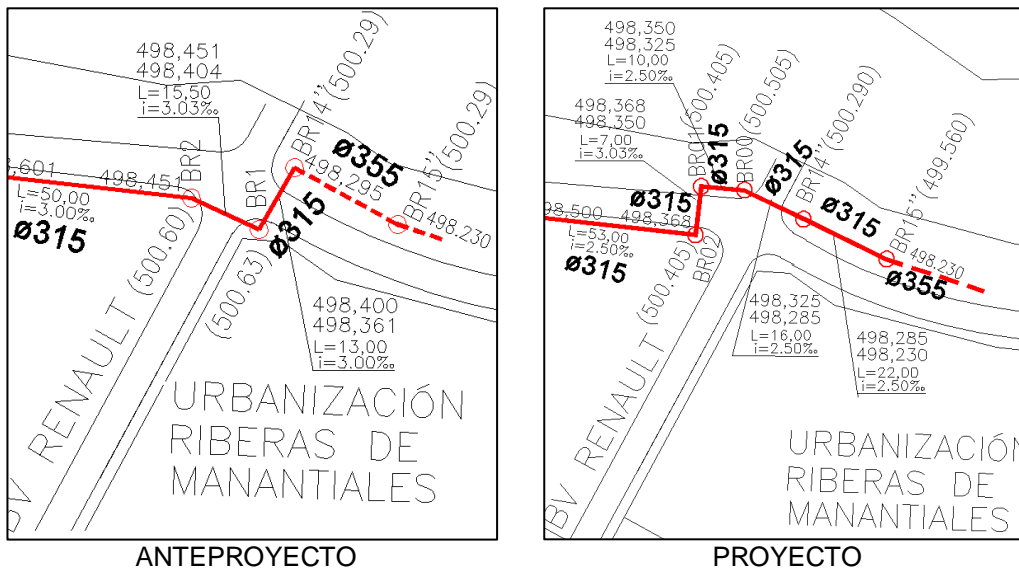 498,451
498,404
L=15,50
i=3.03‰
BR2
BR1
BR14” (500.29)
ø355
498,295
BR15” (500.29)
498.230
498,451
L=50,00
i=3.00‰
ø315
ø315
(500.60)
(500.63)
498,400
498,361
L=13,00
i=3.00‰
RENAULT
URBANIZACIÓN
RIBERAS DE
MANANTIALES
ANTEPROYECTO
498,350
498,325
L=10,00
i=2.50‰
498,368
498,350
L=7,00
i=3.03‰
BR01 (500.405)
BR00 (500.505)
BR14” (500.290)
BR15” (499.560)
ø315
ø315
ø315
ø315
498,368
L=53,00
i=2.50‰
ø315
BR02
(500.405)
498.230
ø355
498,325
498,285
L=16,00
i=2.50‰
498,285
498,230
L=22,00
i=2.50‰
BV RENAULT
URBANIZACIÓN
RIBERAS DE
MANANTIALES
PROYECTO